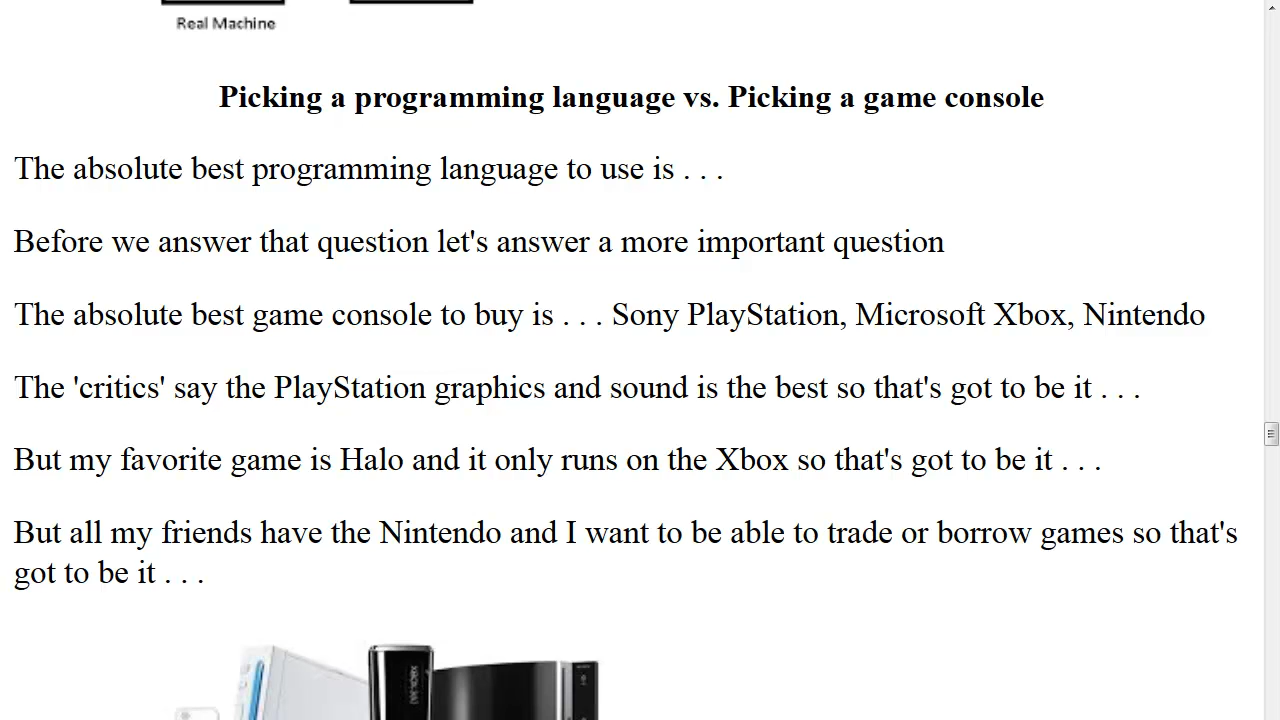 Real Machine
Picking a programming language vs. Picking a game console
The absolute best programming language to use is . . .
Before we answer that question let's answer a more important question
The absolute best game console to buy is . . . Sony PlayStation, Microsoft Xbox, Nintendo
The 'critics' say the PlayStation graphics and sound is the best so that's got to be it . . .
But my favorite game is Halo and it only runs on the Xbox so that's got to be it . . .
But all my friends have the Nintendo and I want to be able to trade or borrow games so that's
got to be it . . .
XBOX 360